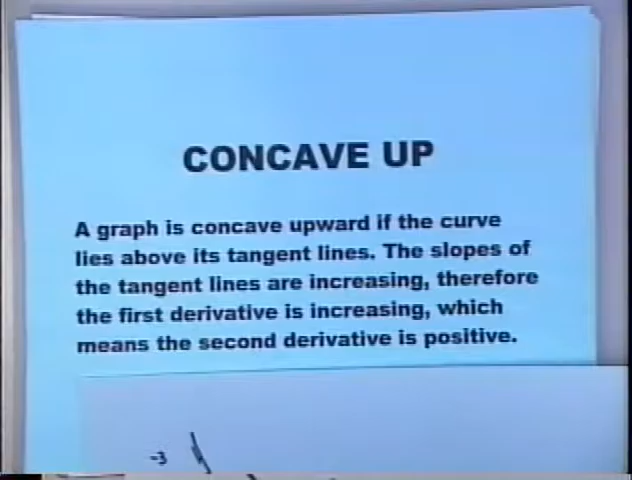 CONCAVE UP
A graph is concave upward if the curve
lies above its tangent lines. The slopes of
the tangent lines are increasing, therefore
the first derivative is increasing, which
means the second derivative is positive.
-3